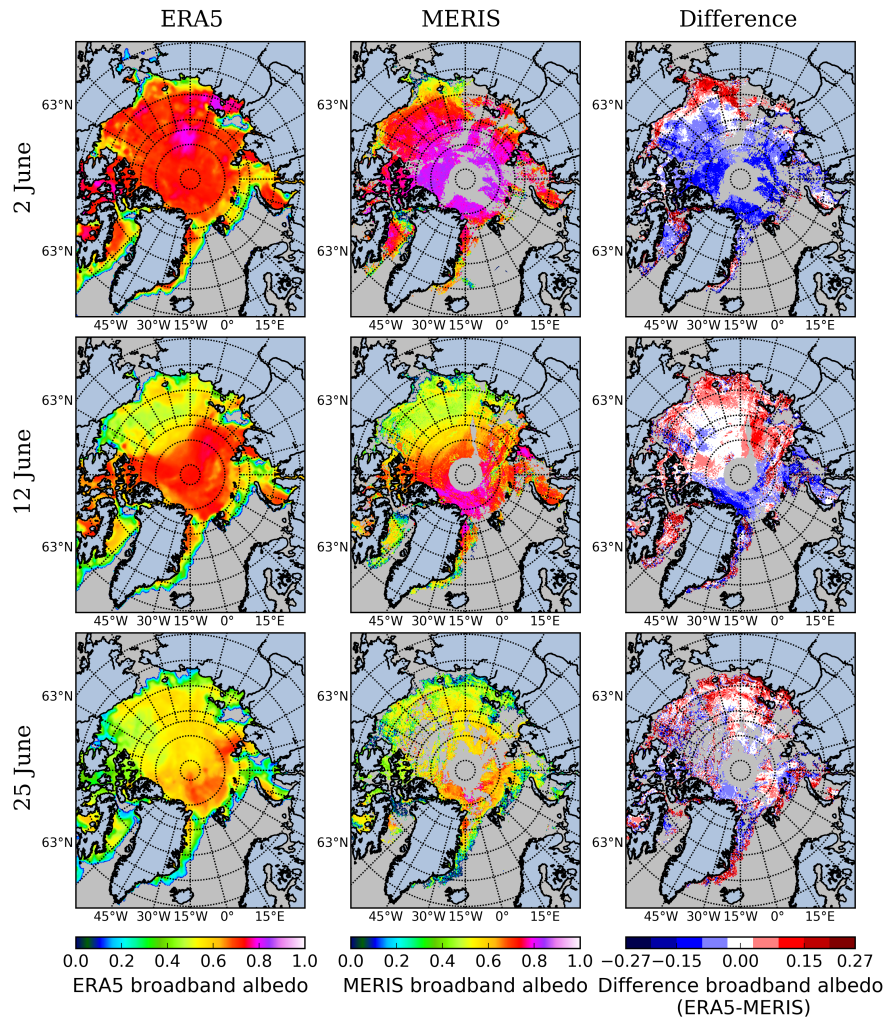 ERA5 MERIS Difference
2 June
63°N 63°N 63°N
63°N 63°N 63°N
45°W 30°W 15°W 0° 15°E 45°W 30°W 15°W 0° 15°E 45°W 30°W 15°W 0° 15°E
12 June
63°N 63°N 63°N
63°N 63°N 63°N
45°W 30°W 15°W 0° 15°E 45°W 30°W 15°W 0° 15°E 45°W 30°W 15°W 0° 15°E
25 June
63°N 63°N 63°N
63°N 63°N 63°N
45°W 30°W 15°W 0° 15°E 45°W 30°W 15°W 0° 15°E 45°W 30°W 15°W 0° 15°E
0.0 0.2 0.4 0.6 0.8 1.0 0.0 0.2 0.4 0.6 0.8 1.0 −0.27 −0.15 0.00 0.15 0.27
ERA5 broadband albedo MERIS broadband albedo Difference broadband albedo
(ERA5-MERIS)